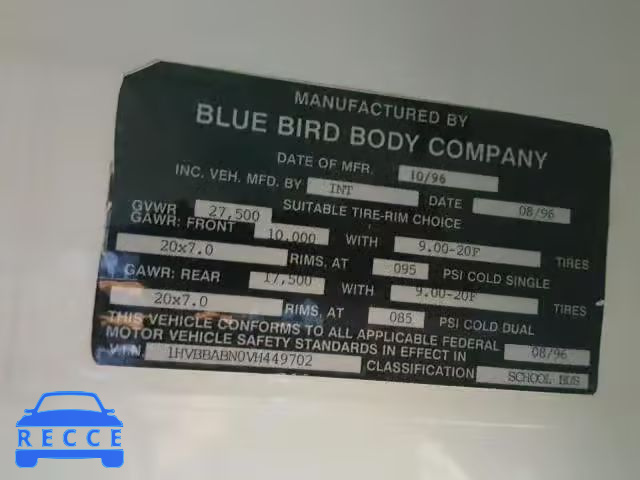 MANUFACTURED BY
BLUE BIRD BODY COMPANY
DATE OF MFR. 10/96
INC. VEH. MFD. BY INT DATE 08/96
GVWR 27,500 SUITABLE TIRE-RIM CHOICE
GAWR: FRONT 10,000 WITH 9.00-20F TIRES
20x7.0 RIMS, AT 095 PSI COLD SINGLE
GAWR: REAR 17,500 WITH 9.00-20F TIRES
20x7.0 RIMS, AT 085 PSI COLD DUAL
THIS VEHICLE CONFORMS TO ALL APPLICABLE FEDERAL
MOTOR VEHICLE SAFETY STANDARDS IN EFFECT IN 08/96
V.I.N. 1HVBBABN0VH449702 CLASSIFICATION SCHOOL BUS
RECCE